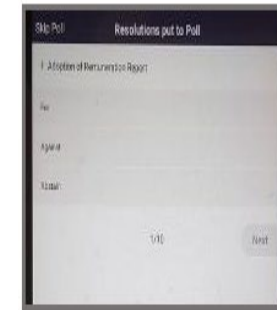 Skip Poll Resolutions put to Poll
1 Adoption of Remuneration Report
For
Against
Abstain
1/10 Next